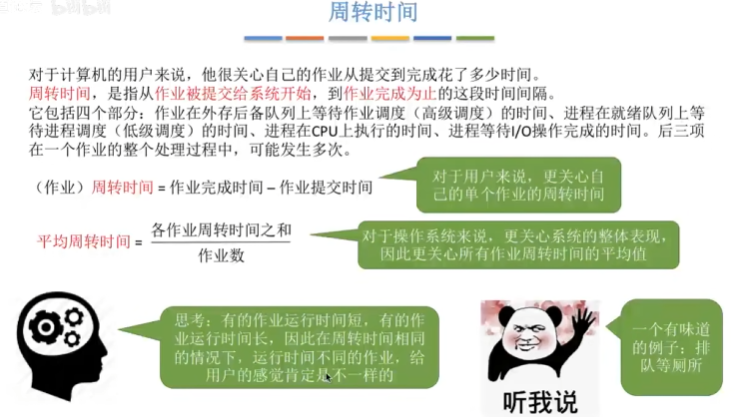 bilibili
周转时间
对于计算机的用户来说，他很关心自己的作业从提交到完成花了多少时间。
周转时间，是指从作业被提交给系统开始，到作业完成为止的这段时间间隔。
它包括四个部分：作业在外存后备队列上等待作业调度（高级调度）的时间、进程在就绪队列上等
待进程调度（低级调度）的时间、进程在CPU上执行的时间、进程等待I/O操作完成的时间。后三项
在一个作业的整个处理过程中，可能发生多次。
（作业）周转时间 = 作业完成时间 – 作业提交时间
对于用户来说，更关心自
己的单个作业的周转时间
平均周转时间 = 各作业周转时间之和
作业数
对于操作系统来说，更关心系统的整体表现，
因此更关心所有作业周转时间的平均值
思考：有的作业运行时间短，有的作
业运行时间长，因此在周转时间相同
的情况下，运行时间不同的作业，给
用户的感觉肯定是不一样的
听我说
一个有味道
的例子：排
队等厕所